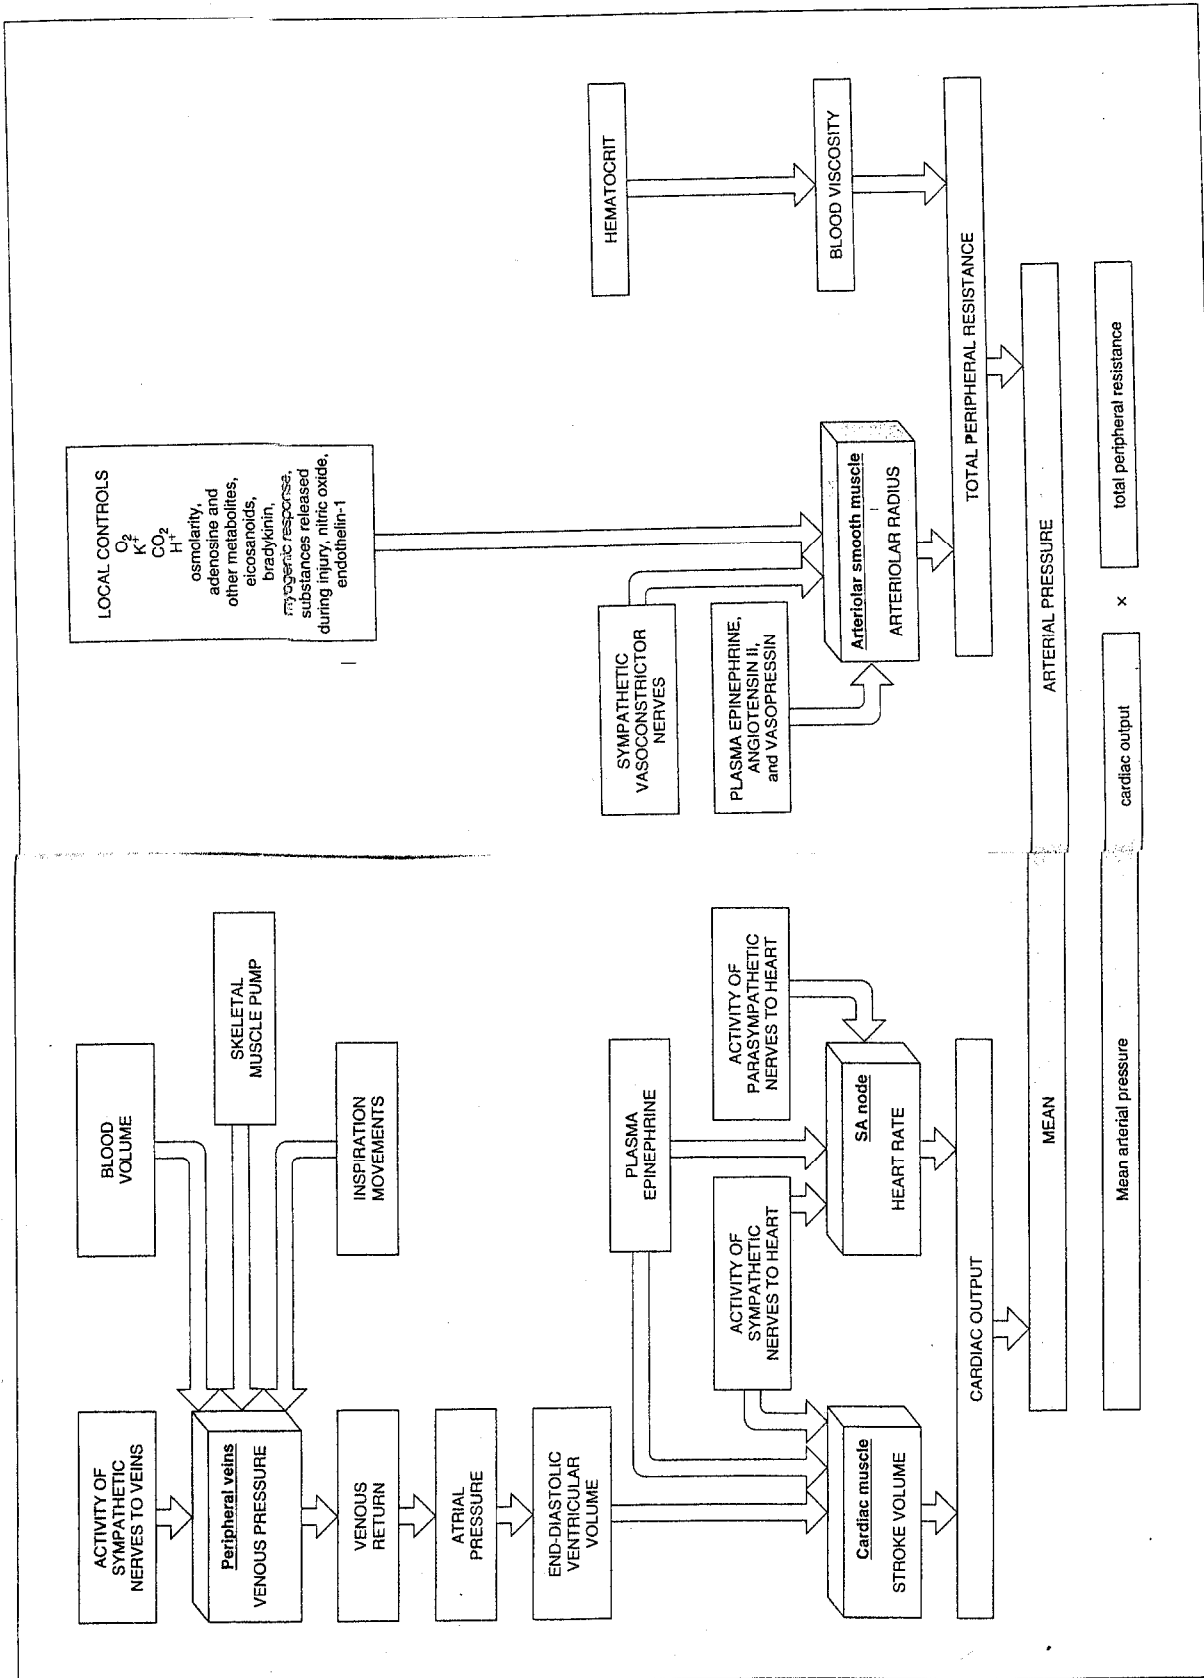 ACTIVITY OF
SYMPATHETIC
NERVES TO VEINS
BLOOD
VOLUME
SKELETAL
MUSCLE PUMP
INSPIRATION
MOVEMENTS
Peripheral veins
VENOUS PRESSURE
VENOUS
RETURN
ATRIAL
PRESSURE
END-DIASTOLIC
VENTRICULAR
VOLUME
PLASMA
EPINEPHRINE
ACTIVITY OF
SYMPATHETIC
NERVES TO HEART
ACTIVITY OF
PARASYMPATHETIC
NERVES TO HEART
Cardiac muscle
STROKE VOLUME
SA node
HEART RATE
CARDIAC OUTPUT
LOCAL CONTROLS
O2
K+
CO2
H+
osmolarity,
adenosine and
other metabolites,
eicosanoids,
bradykinin,
myogenic response,
substances released
during injury, nitric oxide,
endothelin-1
SYMPATHETIC
VASOCONSTRICTOR
NERVES
PLASMA EPINEPHRINE,
ANGIOTENSIN II,
and VASOPRESSIN
HEMATOCRIT
Arteriolar smooth muscle
ARTERIOLAR RADIUS
BLOOD VISCOSITY
TOTAL PERIPHERAL RESISTANCE
MEAN ARTERIAL PRESSURE
Mean arterial pressure cardiac output × total peripheral resistance